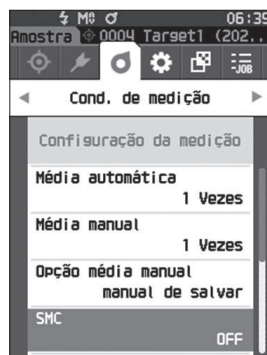 M 06:39
Amostra 0004 Target1 (202..
JOB
Cond. de medição
Configuração da medição
Média automática
1 Vezes
Média manual
1 Vezes
Opção média manual
manual de salvar
SMC
OFF